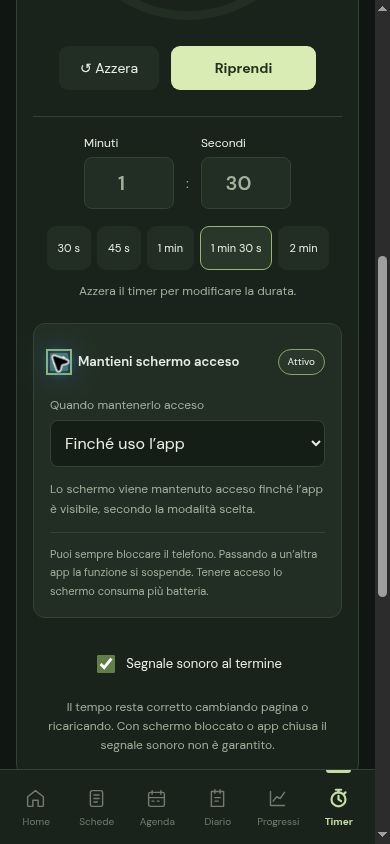 ↺ Azzera
Riprendi
Minuti
Secondi
1
:
30
30 s
45 s
1 min
1 min 30 s
2 min
Azzera il timer per modificare la durata.
Mantieni schermo acceso
Attivo
Quando mantenerlo acceso
Finché uso l’app
Lo schermo viene mantenuto acceso finché l’app
è visibile, secondo la modalità scelta.
Puoi sempre bloccare il telefono. Passando a un’altra
app la funzione si sospende. Tenere acceso lo
schermo consuma più batteria.
Segnale sonoro al termine
Il tempo resta corretto cambiando pagina o
ricaricando. Con schermo bloccato o app chiusa il
segnale sonoro non è garantito.
Home
Schede
Agenda
Diario
Progressi
Timer